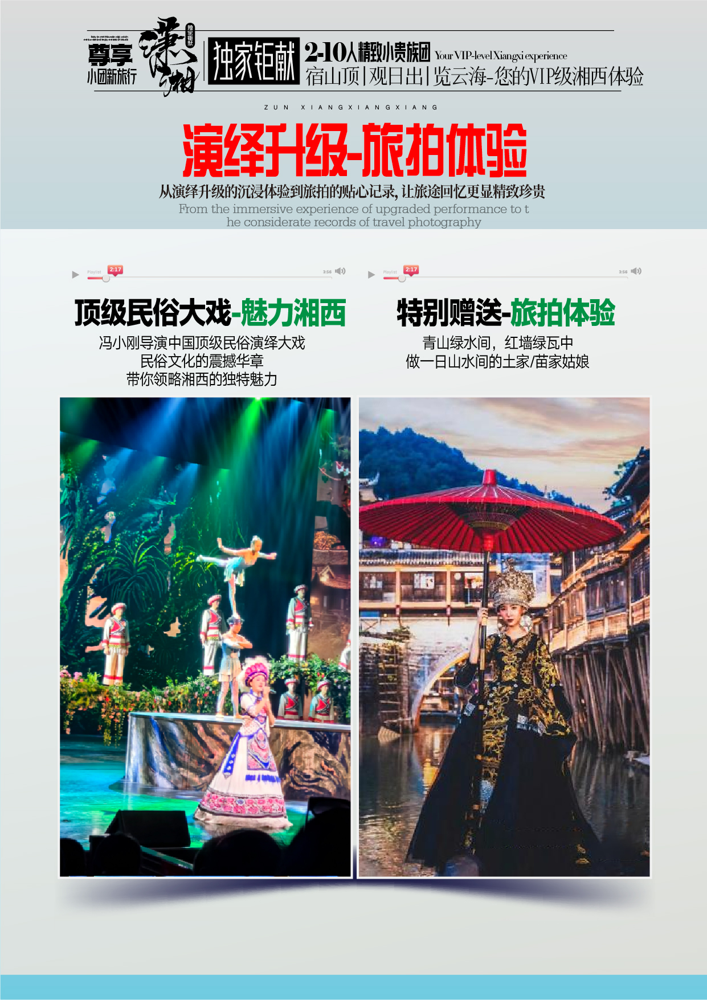 尊享
小团新旅行
潇湘
独家钜献
独家钜献
2-10人精致小贵族团 Your VIP-level Xiangxi experience
宿山顶|观日出|览云海-您的VIP级湘西体验
ZUN XIANGXIANGXIANG
演绎升级-旅拍体验
从演绎升级的沉浸体验到旅拍的贴心记录, 让旅途回忆更显精致珍贵
From the immersive experience of upgraded performance to t
he considerate records of travel photography
Playlist 2:17 3:56
Playlist 2:17 3:56
顶级民俗大戏-魅力湘西
冯小刚导演中国顶级民俗演绎大戏
民俗文化的震撼华章
带你领略湘西的独特魅力
特别赠送-旅拍体验
青山绿水间，红墙绿瓦中
做一日山水间的土家/苗家姑娘